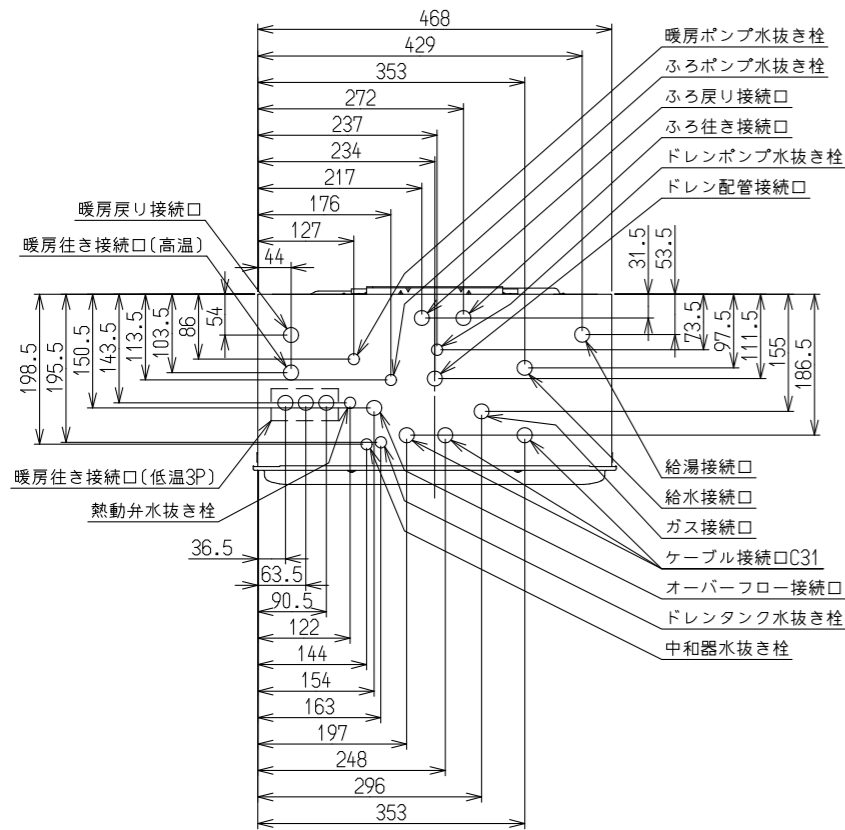 468
429
353
272
237
234
217
176
127
44
暖房ポンプ水抜き栓
ふろポンプ水抜き栓
ふろ戻り接続口
ふろ往き接続口
ドレンポンプ水抜き栓
ドレン配管接続口
暖房戻り接続口
暖房往き接続口(高温)
198.5
195.5
150.5
143.5
113.5
103.5
86
54
31.5
53.5
73.5
97.5
111.5
155
186.5
暖房往き接続口(低温3P)
熱動弁水抜き栓
給湯接続口
給水接続口
ガス接続口
ケーブル接続口C31
オーバーフロー接続口
ドレンタンク水抜き栓
中和器水抜き栓
36.5
63.5
90.5
122
144
154
163
197
248
296
353